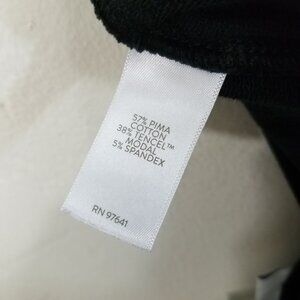 57% PIMA
COTTON
38% TENCEL™
MODAL
5% SPANDEX
RN 97641